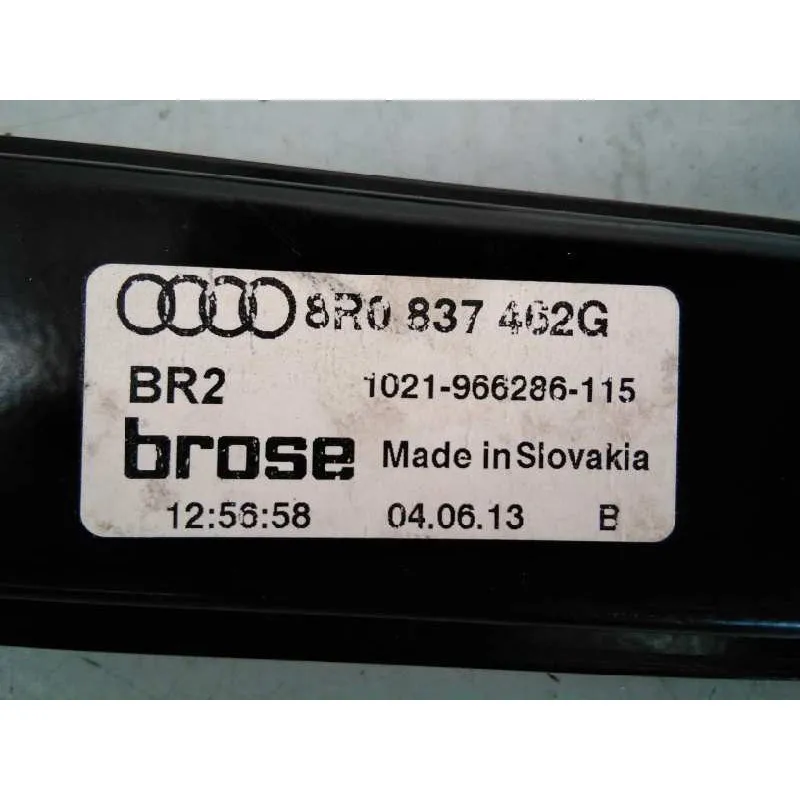 8R0 837 462G
BR2 1021-966286-115
brose Made in Slovakia
12:56:58 04.06.13 B